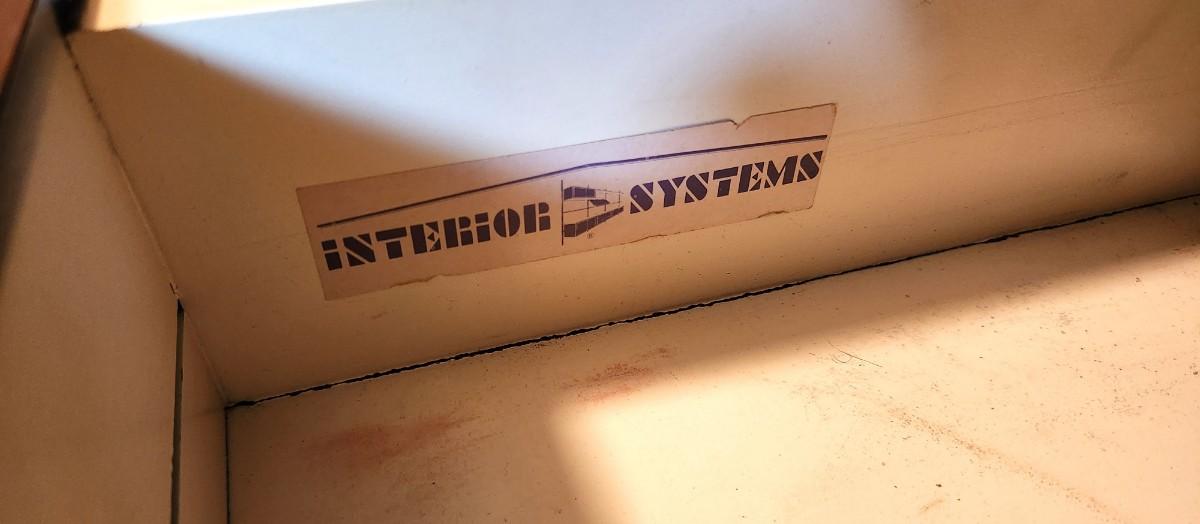 INTERIOR SYSTEMS
®